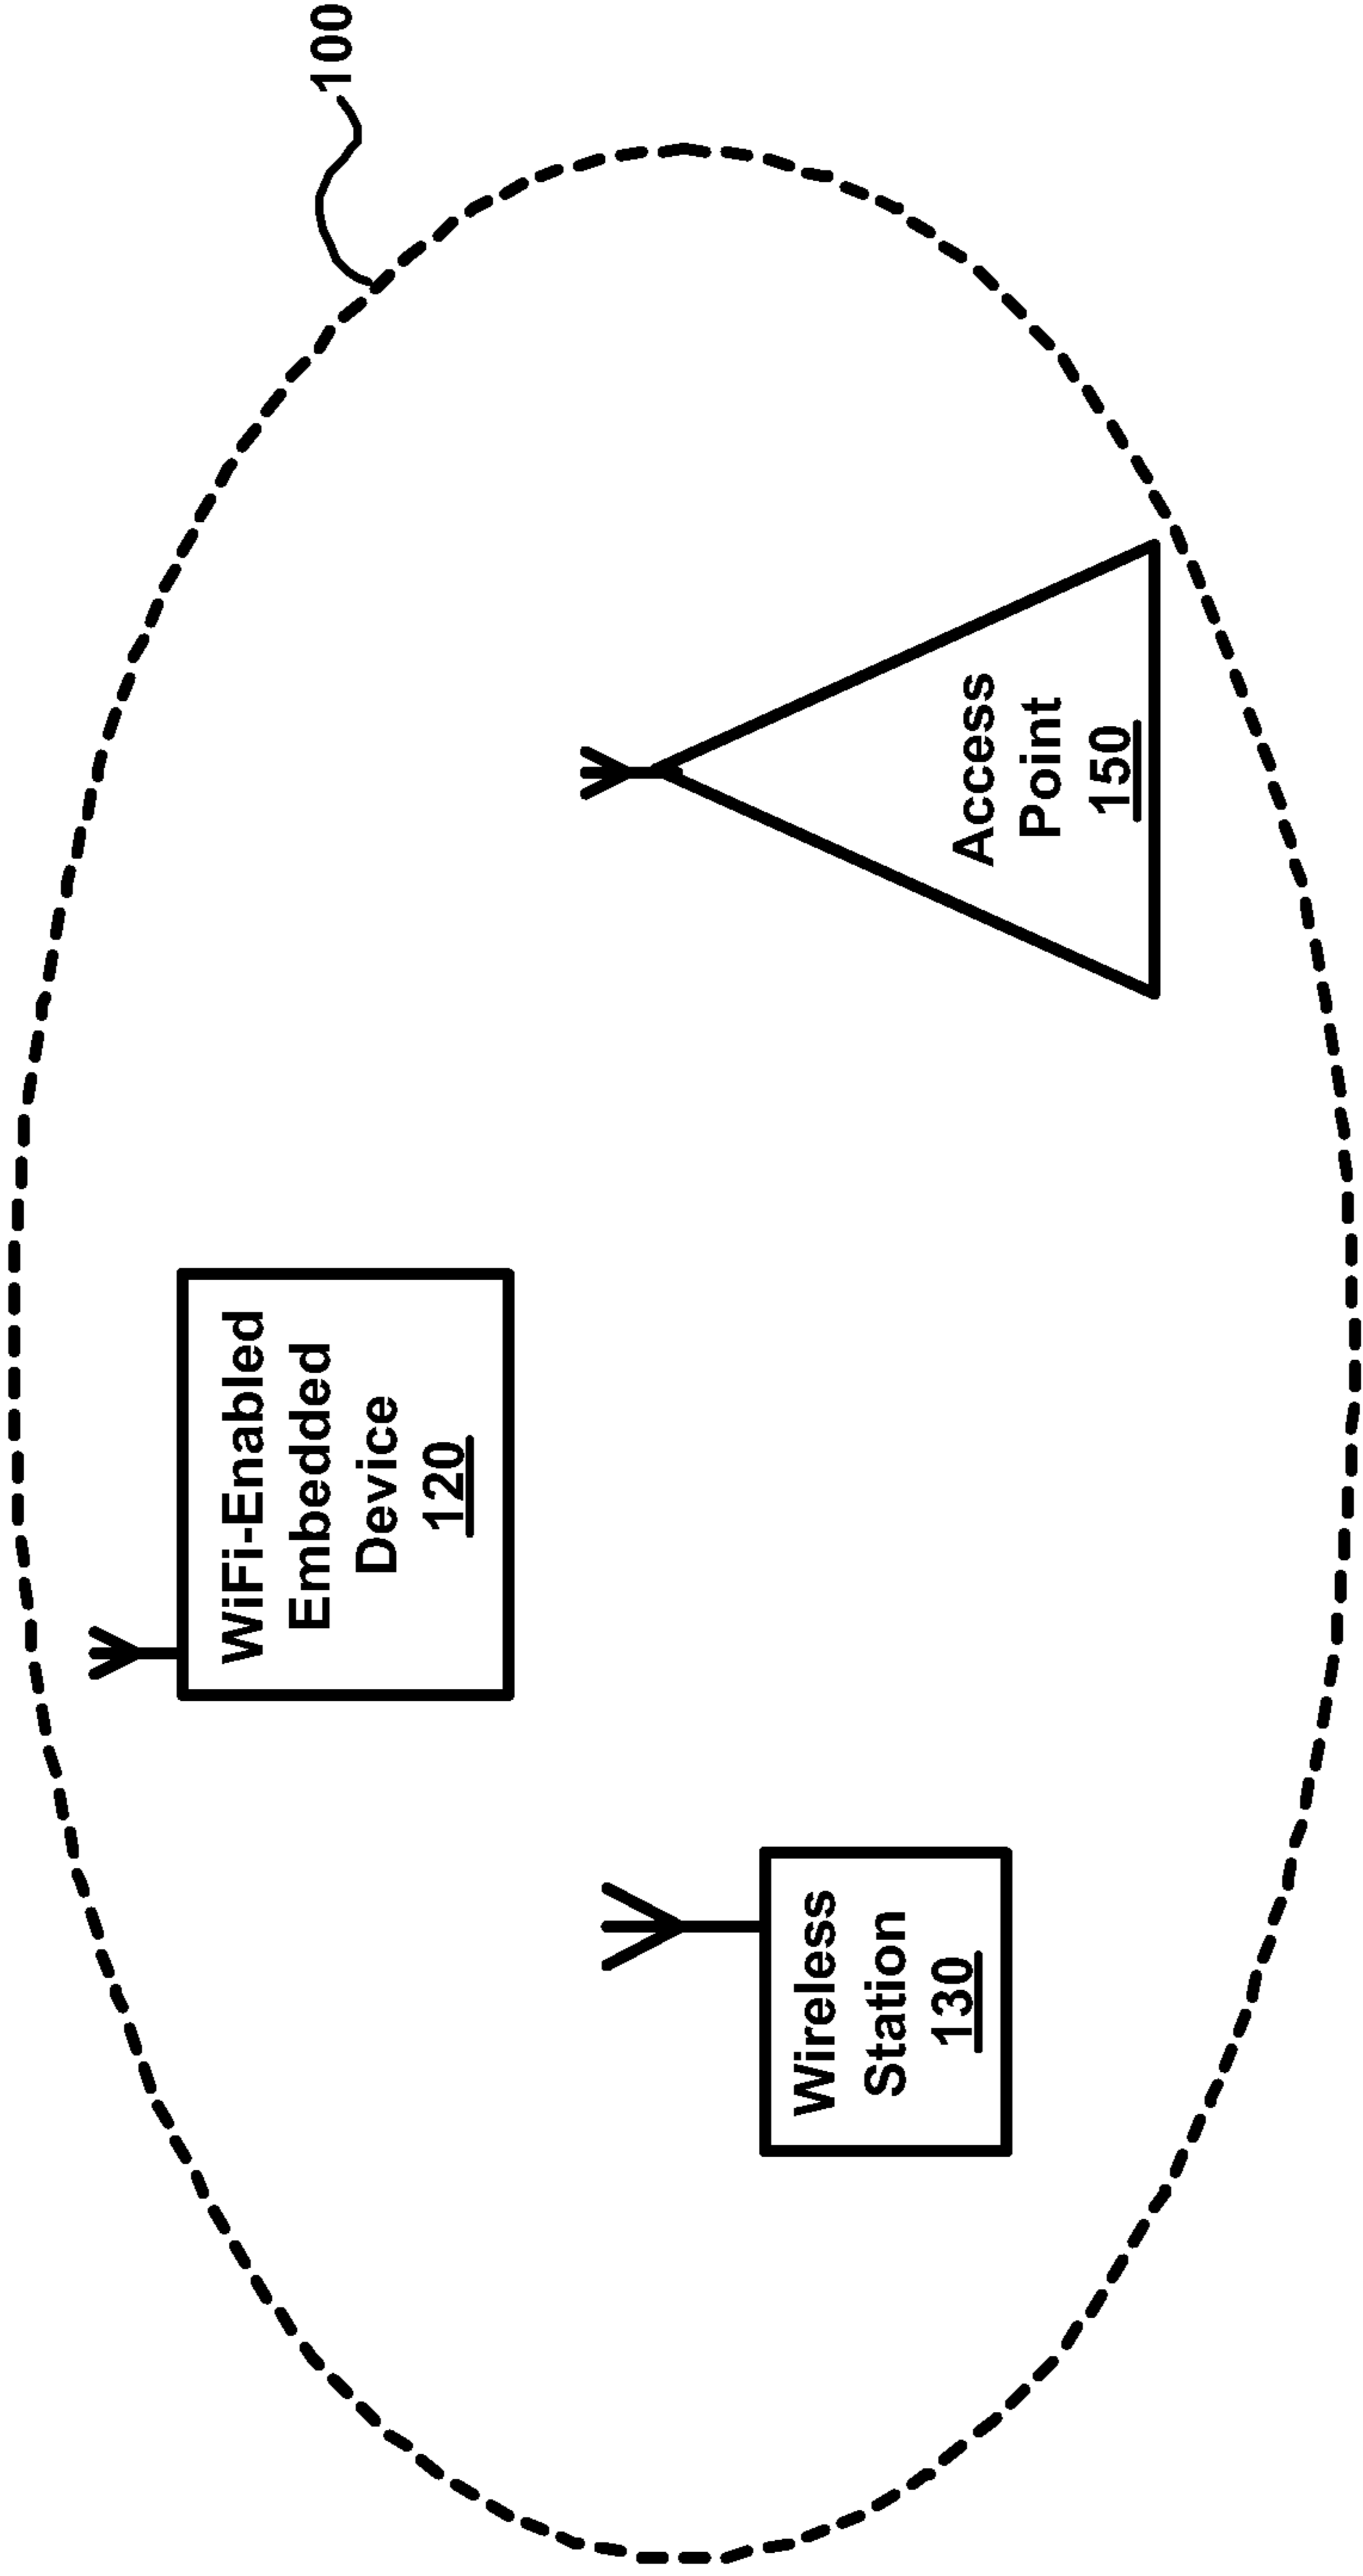 100
WiFi-Enabled
Embedded
Device
120
Wireless
Station
130
Access
Point
150